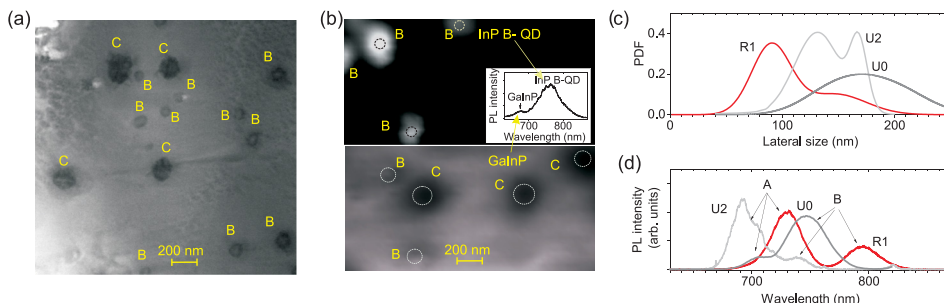 (a)
C
C
B
B
B
B
B
B
B
C
C
B
B
B
200 nm
(b)
B
B
B
InP B- QD
B
B
PL intensity
InP B-QD
GaInP
700
800
Wavelength (nm)
GaInP
B
C
C
B
200 nm
(c)
PDF
0.4
0.2
0.0
R1
U2
U0
0
100
200
Lateral size (nm)
(d)
PL intensity
(arb. units)
U2
A
U0
B
R1
700
800
Wavelength (nm)